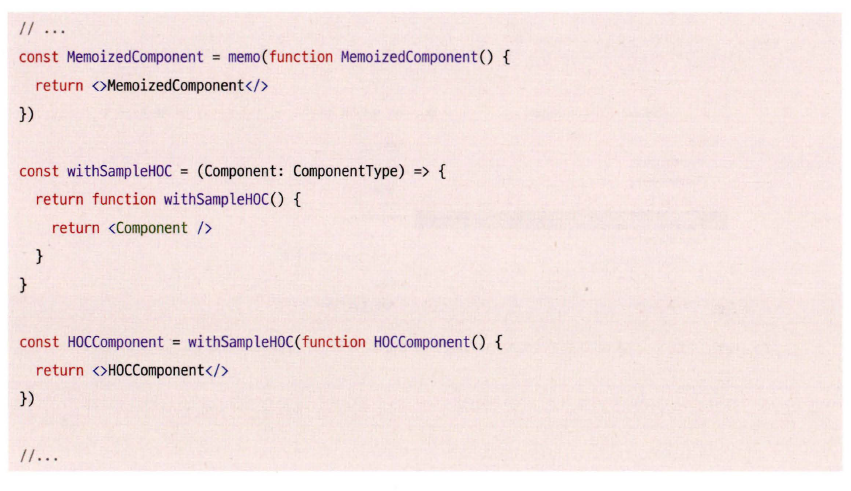 // ...
const MemoizedComponent = memo(function MemoizedComponent() {
  return <>MemoizedComponent</>
})

const withSampleHOC = (Component: ComponentType) => {
  return function withSampleHOC() {
    return <Component />
  }
}

const HOCComponent = withSampleHOC(function HOCComponent() {
  return <>HOCComponent</>
})

//...